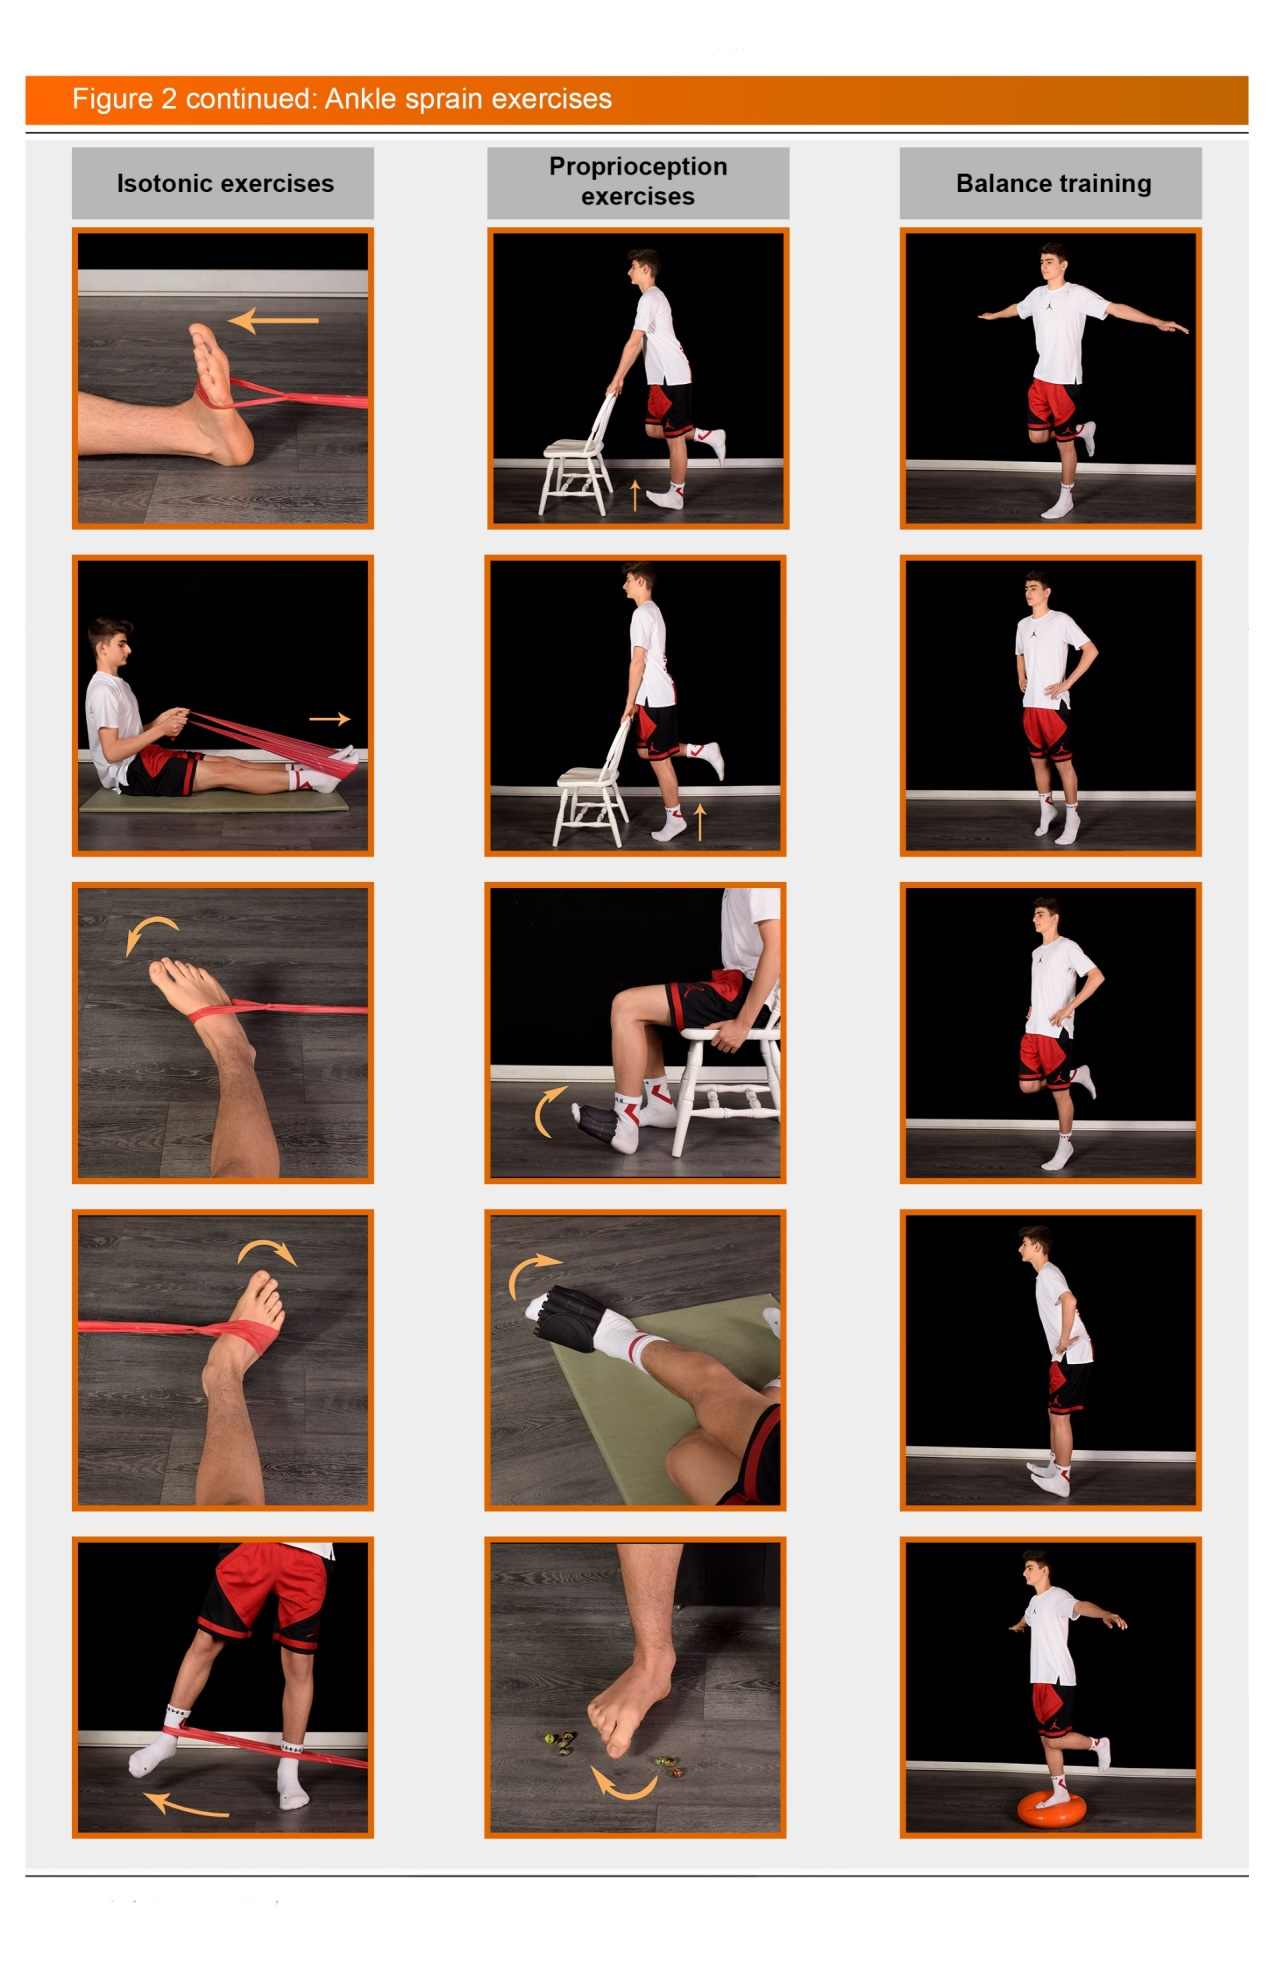 Figure 2 continued: Ankle sprain exercises
Isotonic exercises
Proprioception
exercises
Balance training